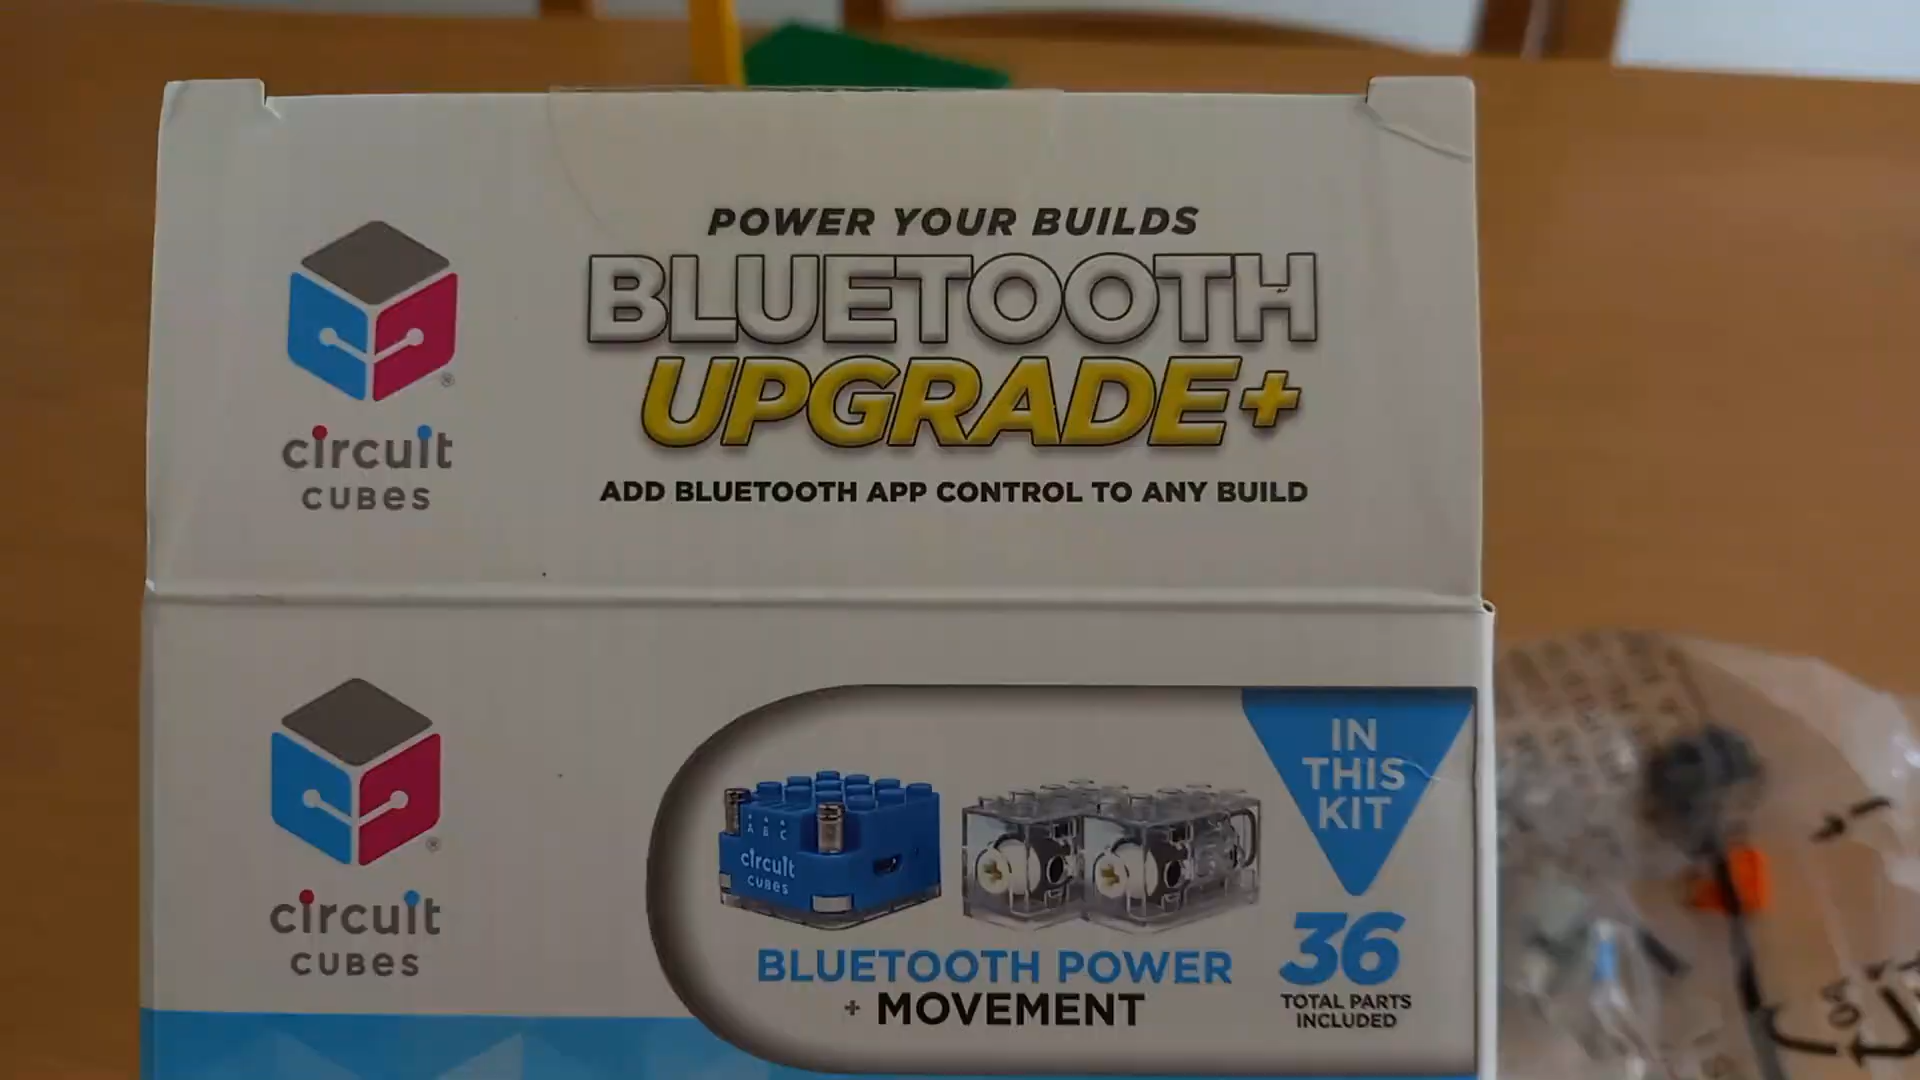 POWER YOUR BUILDS
BLUETOOTH
UPGRADE+
ADD BLUETOOTH APP CONTROL TO ANY BUILD
circuit
CUBes
®
IN
THIS
KIT
A B C
circuit
CUBes
BLUETOOTH POWER
+ MOVEMENT
36
TOTAL PARTS
INCLUDED
circuit
CUBes
®